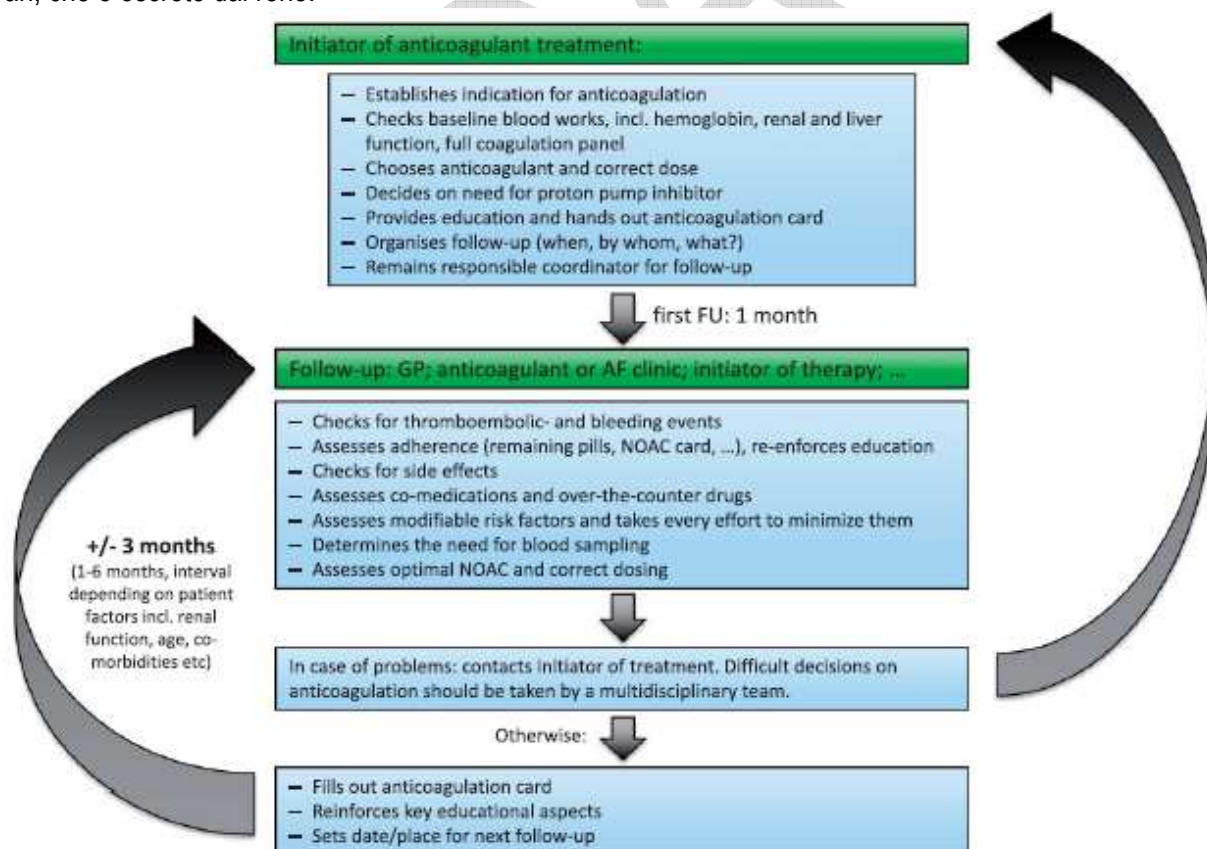 che è escreto dal rene.
Initiator of anticoagulant treatment:
— Establishes indication for anticoagulation
— Checks baseline blood works, incl. hemoglobin, renal and liver
function, full coagulation panel
— Chooses anticoagulant and correct dose
— Decides on need for proton pump inhibitor
— Provides education and hands out anticoagulation card
— Organises follow-up (when, by whom, what?)
— Remains responsible coordinator for follow-up
first FU: 1 month
Follow-up: GP; anticoagulant or AF clinic; initiator of therapy; ...
— Checks for thromboembolic- and bleeding events
— Assesses adherence (remaining pills, NOAC card, ...), re-enforces education
— Checks for side effects
— Assesses co-medications and over-the-counter drugs
— Assesses modifiable risk factors and takes every effort to minimize them
— Determines the need for blood sampling
— Assesses optimal NOAC and correct dosing
+/- 3 months
(1-6 months, interval
depending on patient
factors incl. renal
function, age, co-
morbidities etc)
In case of problems: contacts initiator of treatment. Difficult decisions on
anticoagulation should be taken by a multidisciplinary team.
Otherwise:
— Fills out anticoagulation card
— Reinforces key educational aspects
— Sets date/place for next follow-up